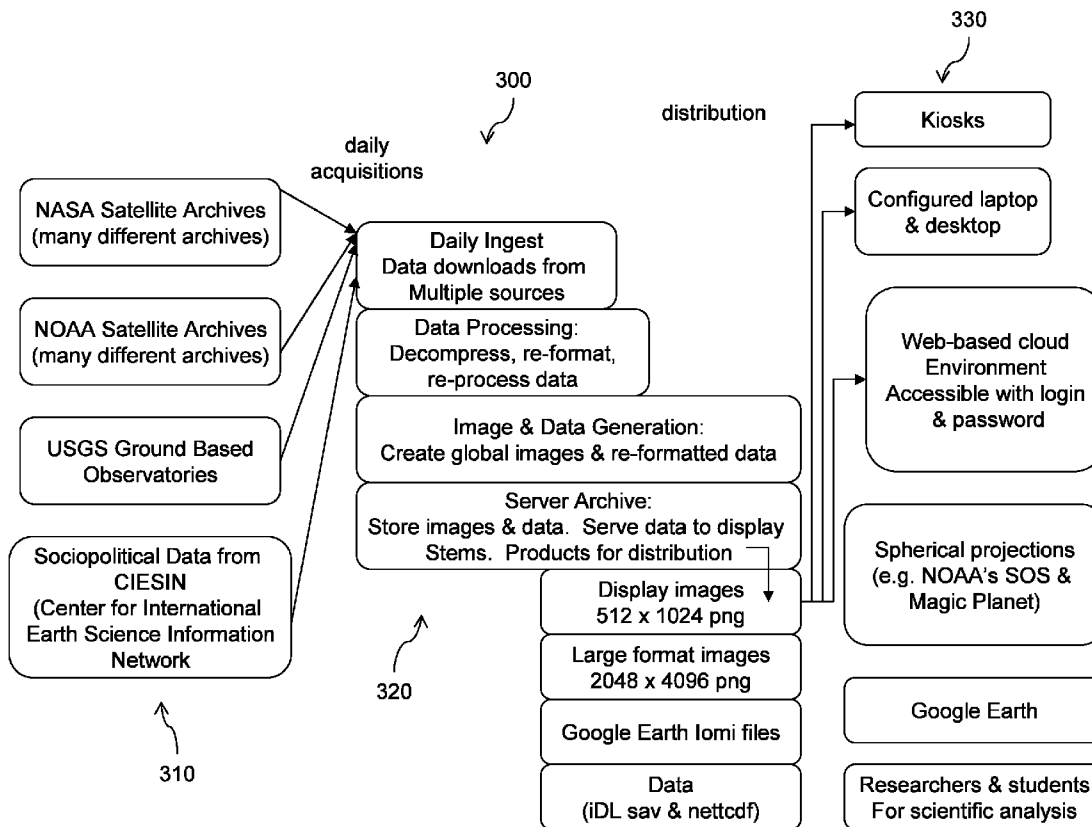 300
330
daily
acquisitions
distribution
NASA Satellite Archives
(many different archives)
NOAA Satellite Archives
(many different archives)
USGS Ground Based
Observatories
Sociopolitical Data from
CIESIN
(Center for International
Earth Science Information
Network
310
Daily Ingest
Data downloads from
Multiple sources
Data Processing:
Decompress, re-format,
re-process data
Image & Data Generation:
Create global images & re-formatted data
Server Archive:
Store images & data. Serve data to display
Stems. Products for distribution
320
Display images
512 x 1024 png
Large format images
2048 x 4096 png
Google Earth Iomi files
Data
(iDL sav & nettcdf)
Kiosks
Configured laptop
& desktop
Web-based cloud
Environment
Accessible with login
& password
Spherical projections
(e.g. NOAA's SOS &
Magic Planet)
Google Earth
Researchers & students
For scientific analysis